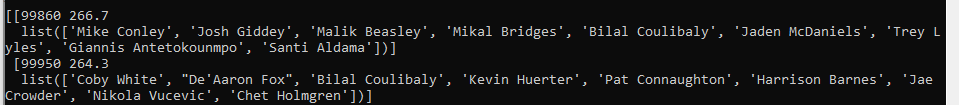 [[99860 266.7
list(['Mike Conley', 'Josh Giddey', 'Malik Beasley', 'Mikal Bridges', 'Bilal Coulibaly', 'Jaden McDaniels', 'Trey L
yles', 'Giannis Antetokounmpo', 'Santi Aldama'])]
[99950 264.3
list(['Coby White', "De'Aaron Fox", 'Bilal Coulibaly', 'Kevin Huerter', 'Pat Connaughton', 'Harrison Barnes', 'Jae
Crowder', 'Nikola Vucevic', 'Chet Holmgren'])]